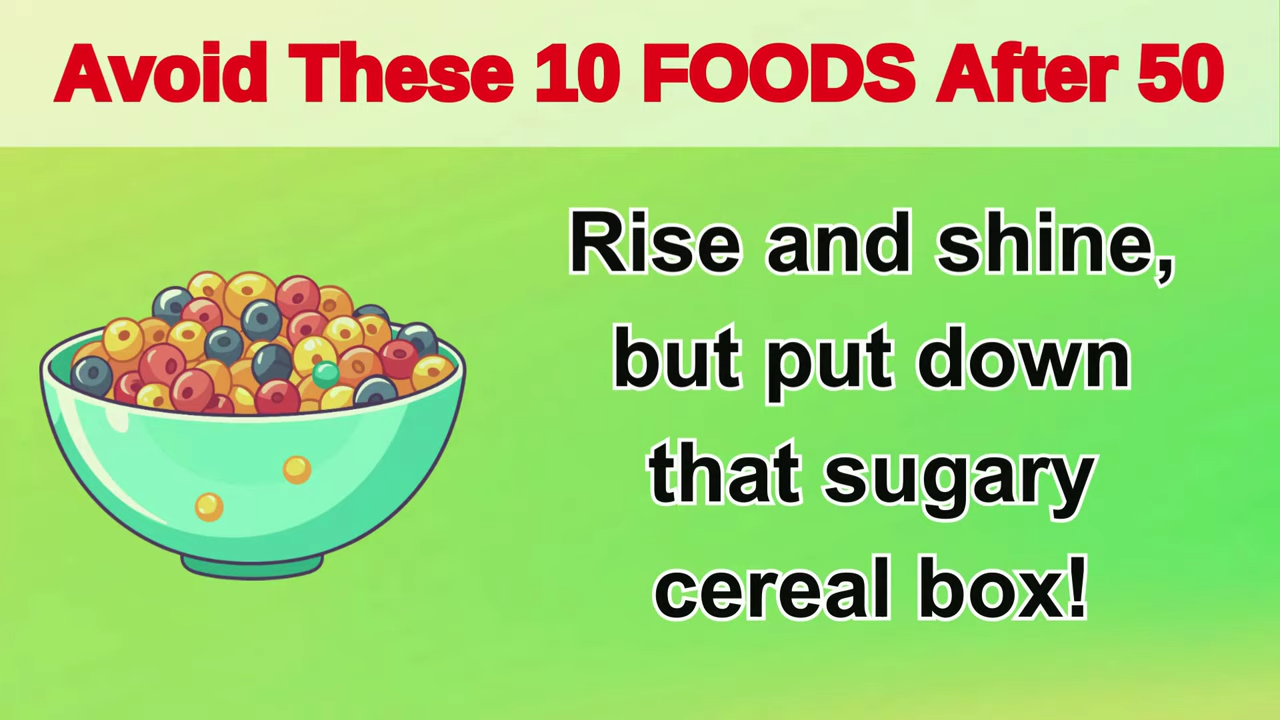 Avoid These 10 FOODS After 50
Rise and shine,
but put down
that sugary
cereal box!